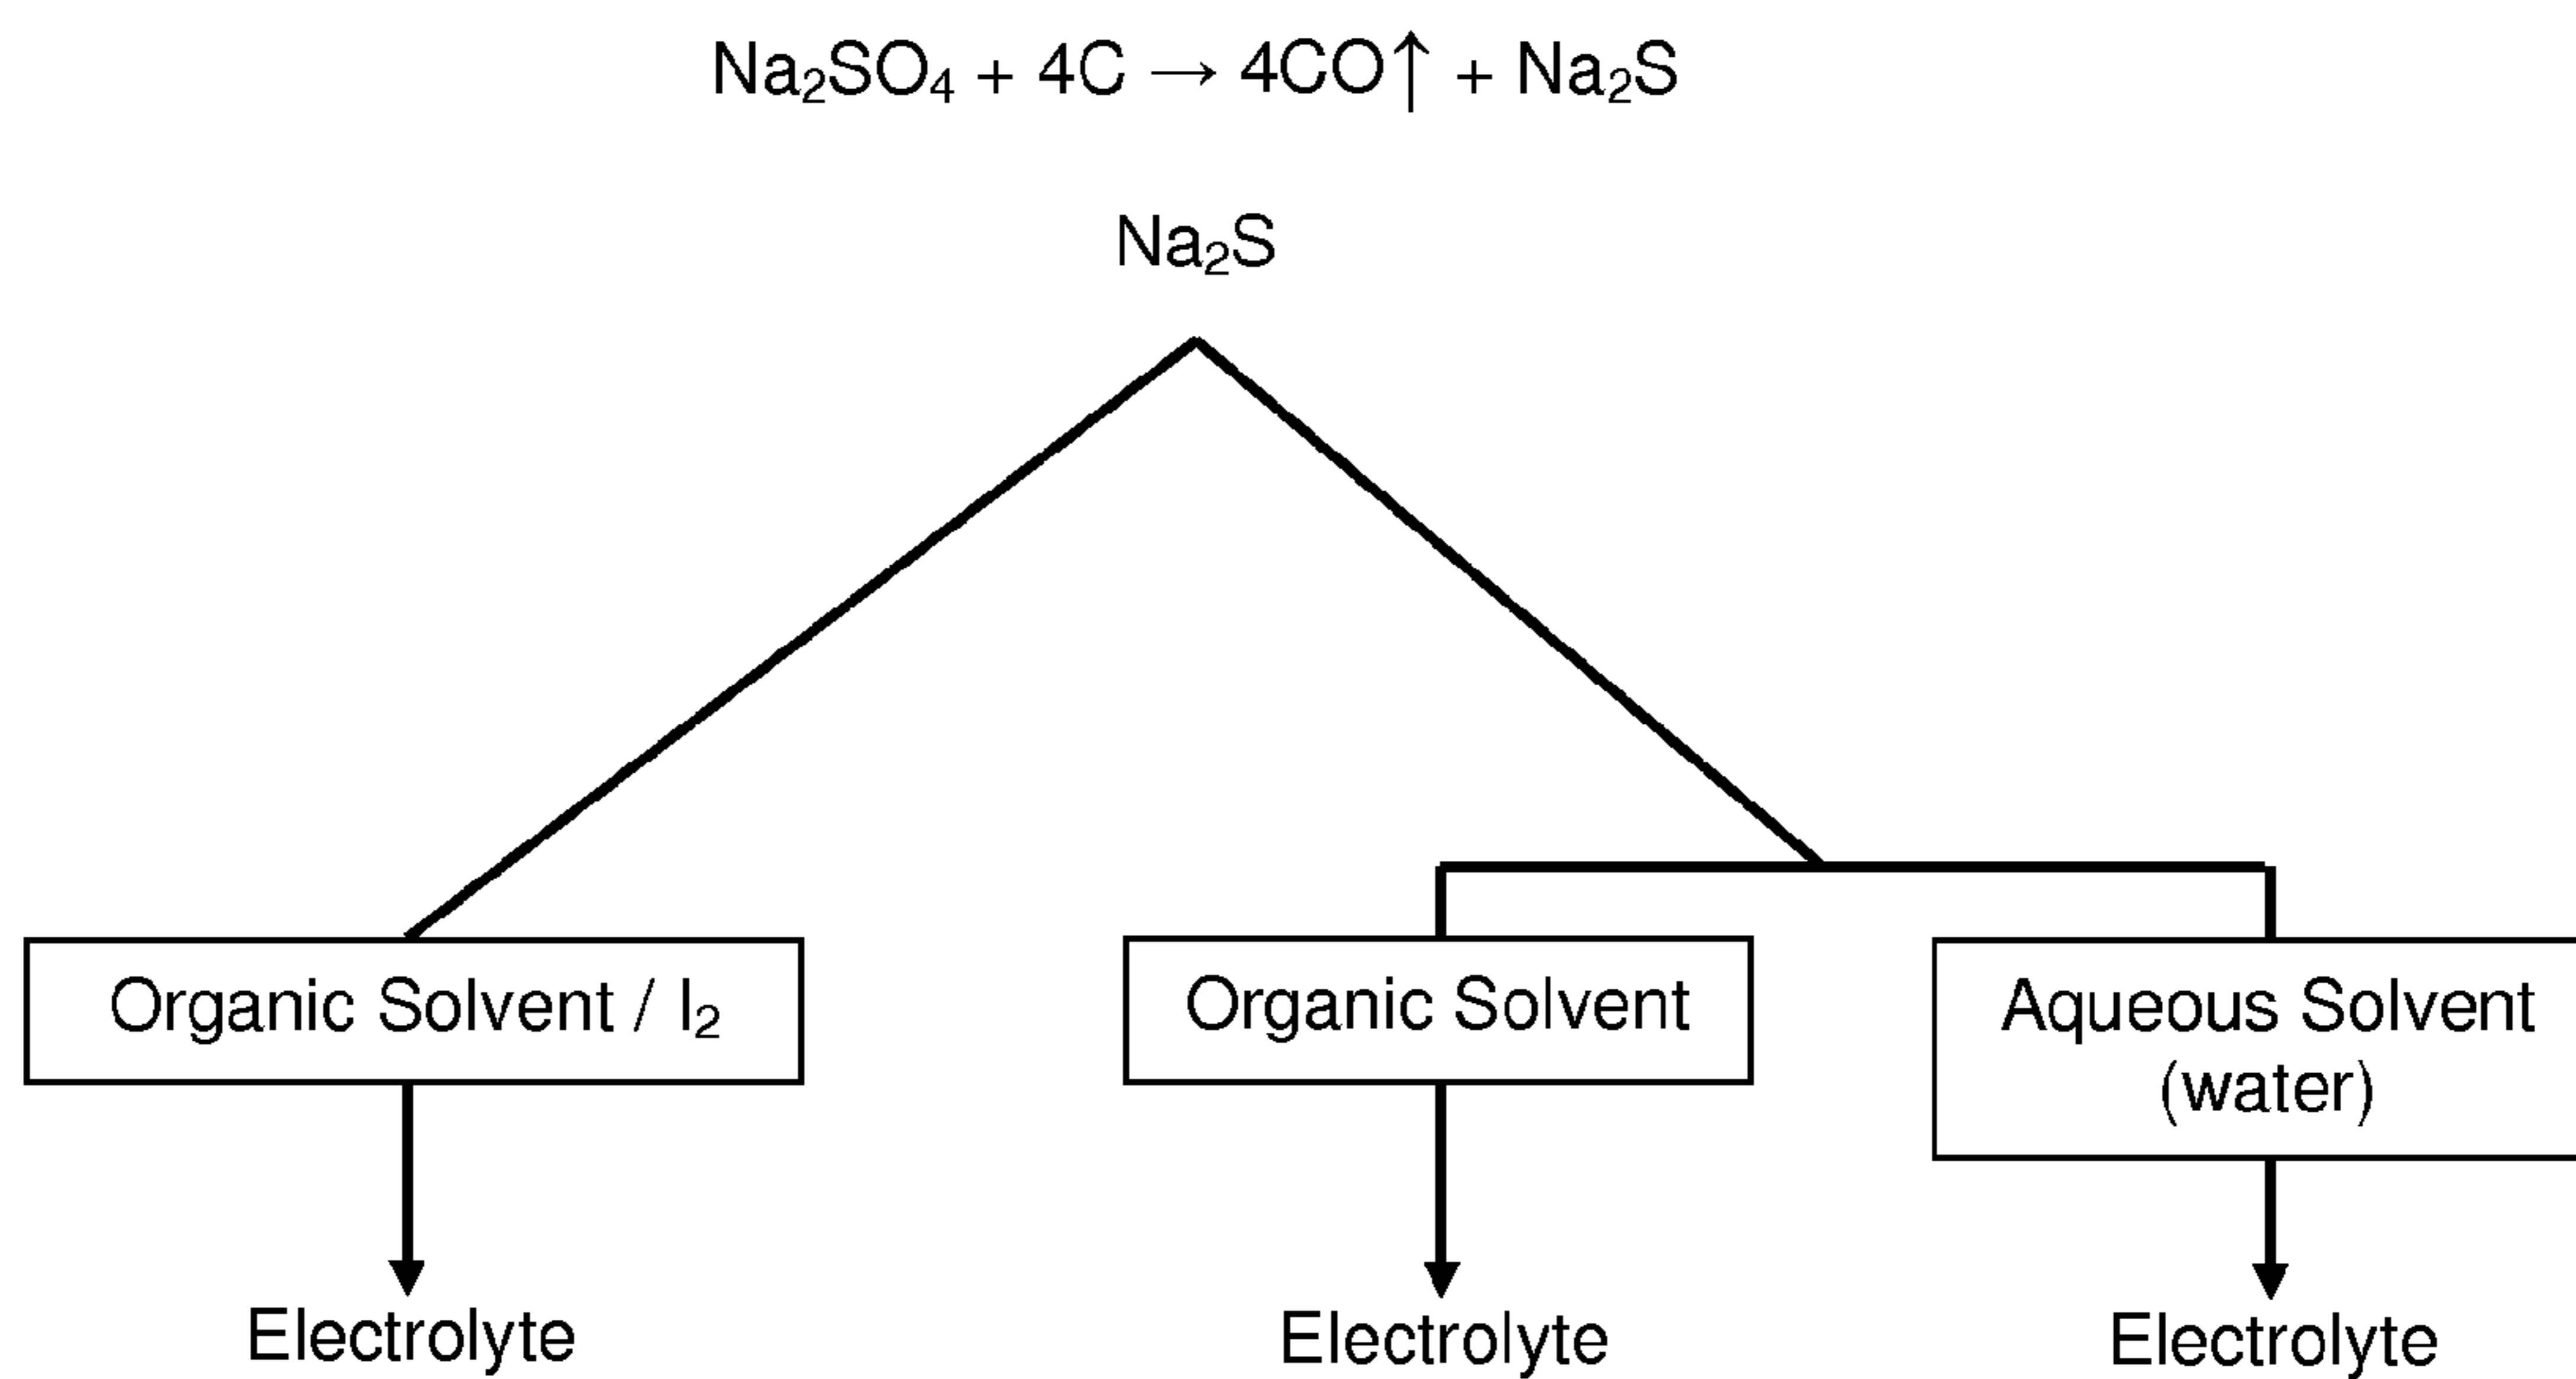 Na₂SO₄ + 4C → 4CO↑ + Na₂S
Na₂S
Organic Solvent / I₂
Organic Solvent
Aqueous Solvent
(water)
Electrolyte
Electrolyte
Electrolyte